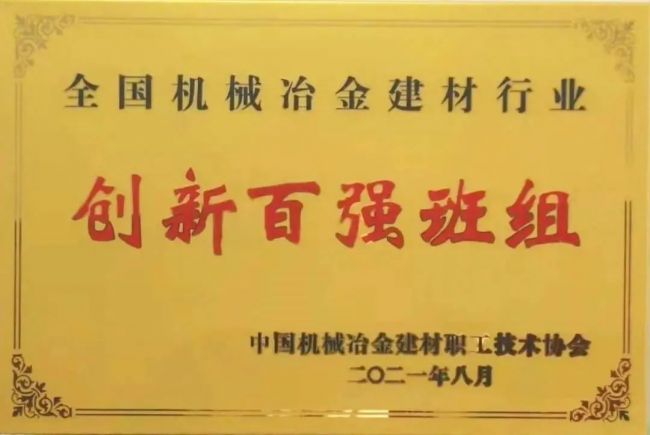 全国机械冶金建材行业
创新百强班组
中国机械冶金建材职工技术协会
二〇二一年八月